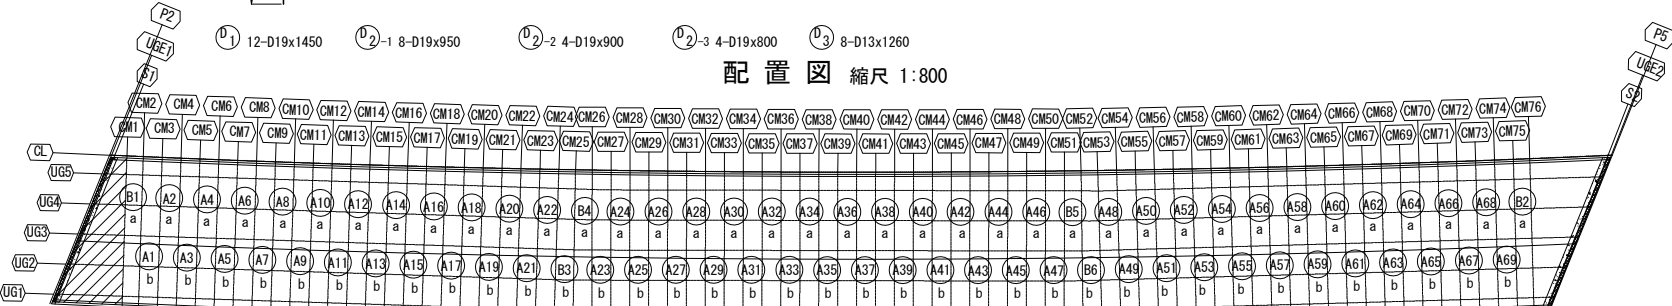 P2
P5
UGE1
UGE2
S1
S2
D1 12-D19x1450 D2-1 8-D19x950 D2-2 4-D19x900 D2-3 4-D19x800 D3 8-D13x1260
配置図 縮尺 1:800
CM2 CM4 CM6 CM8 CM10 CM12 CM14 CM16 CM18 CM20 CM22 CM24 CM26 CM28 CM30 CM32 CM34 CM36 CM38 CM40 CM42 CM44 CM46 CM48 CM50 CM52 CM54 CM56 CM58 CM60 CM62 CM64 CM66 CM68 CM70 CM72 CM74 CM76
CM1 CM3 CM5 CM7 CM9 CM11 CM13 CM15 CM17 CM19 CM21 CM23 CM25 CM27 CM29 CM31 CM33 CM35 CM37 CM39 CM41 CM43 CM45 CM47 CM49 CM51 CM53 CM55 CM57 CM59 CM61 CM63 CM65 CM67 CM69 CM71 CM73 CM75
CL
UG5
UG4
B1 A2 A4 A6 A8 A10 A12 A14 A16 A18 A20 A22 B4 A24 A26 A28 A30 A32 A34 A36 A38 A40 A42 A44 A46 B5 A48 A50 A52 A54 A56 A58 A60 A62 A64 A66 A68 B2
a a a a a a a a a a a a a a a a a a a a a a a a a a a a a a a a a a a a a a
UG3
UG2
A1 A3 A5 A7 A9 A11 A13 A15 A17 A19 A21 B3 A23 A25 A27 A29 A31 A33 A35 A37 A39 A41 A43 A45 A47 B6 A49 A51 A53 A55 A57 A59 A61 A63 A65 A67 A69
b b b b b b b b b b b b b b b b b b b b b b b b b b b b b b b b b b b b b
UG1